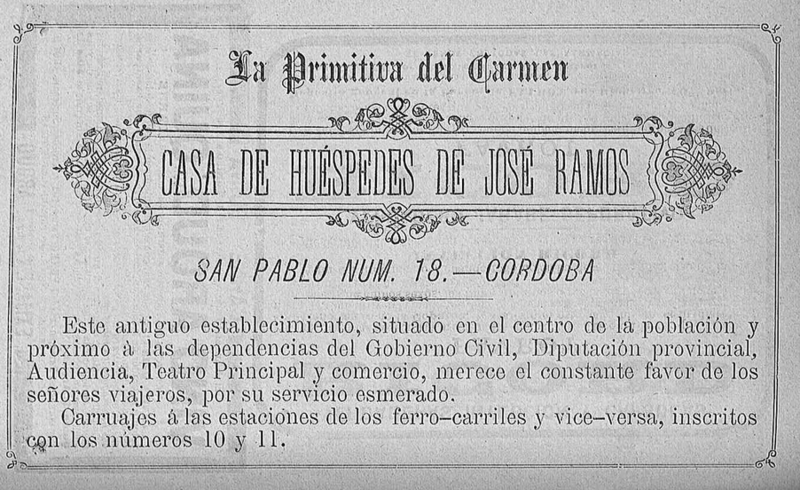 La Primitiva del Carmen
CASA DE HUÉSPEDES DE JOSÉ RAMOS
SAN PABLO NUM. 18.—CORDOBA
Este antiguo establecimiento, situado en el centro de la población y
próximo á las dependencias del Gobierno Civil, Diputación provincial,
Audiencia, Teatro Principal y comercio, merece el constante favor de los
señores viajeros, por su servicio esmerado.
Carruajes á las estaciones de los ferro-carriles y vice-versa, inscritos
con los números 10 y 11.